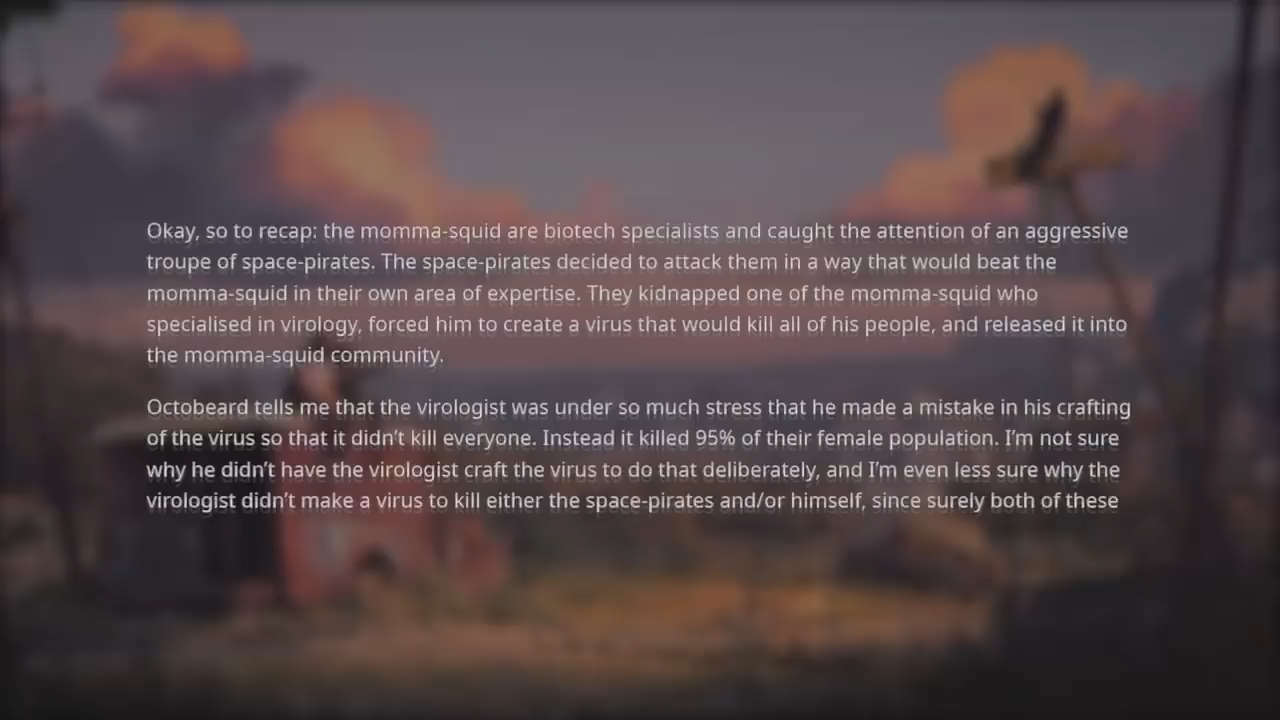 Okay, so to recap: the momma-squid are biotech specialists and caught the attention of an aggressive
troupe of space-pirates. The space-pirates decided to attack them in a way that would beat the
momma-squid in their own area of expertise. They kidnapped one of the momma-squid who
specialised in virology, forced him to create a virus that would kill all of his people, and released it into
the momma-squid community.
Octobeard tells me that the virologist was under so much stress that he made a mistake in his crafting
of the virus so that it didn’t kill everyone. Instead it killed 95% of their female population. I’m not sure
why he didn’t have the virologist craft the virus to do that deliberately, and I’m even less sure why the
virologist didn’t make a virus to kill either the space-pirates and/or himself, since surely both of these